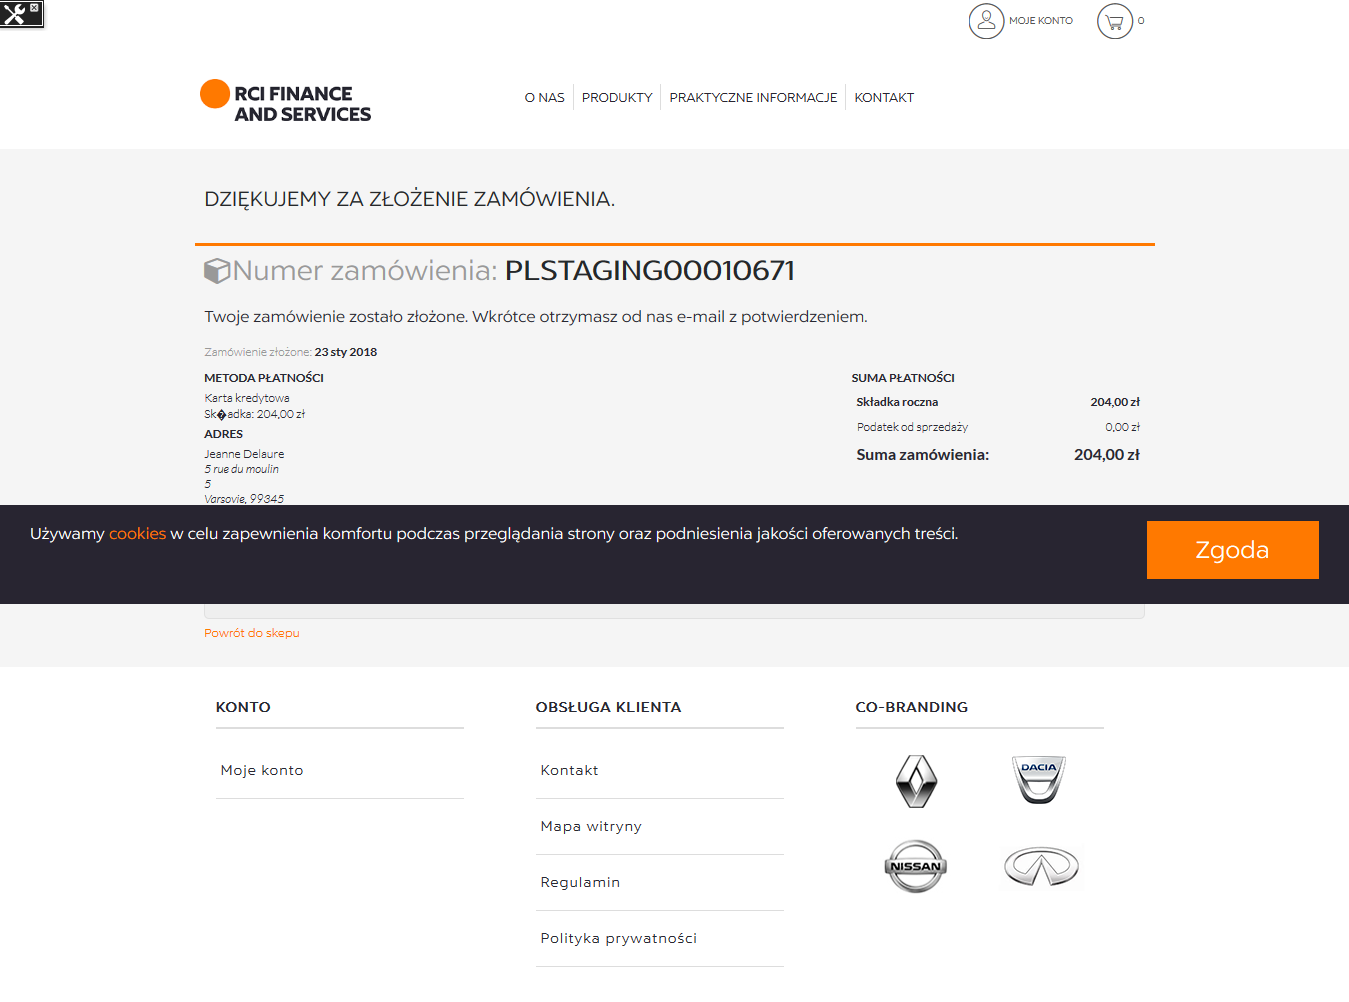 MOJE KONTO
0
RCI FINANCE
AND SERVICES
O NAS
PRODUKTY
PRAKTYCZNE INFORMACJE
KONTAKT
DZIĘKUJEMY ZA ZŁOŻENIE ZAMÓWIENIA.
Numer zamówienia: PLSTAGING00010671
Twoje zamówienie zostało złożone. Wkrótce otrzymasz od nas e-mail z potwierdzeniem.
Zamówienie złożone: 23 sty 2018
METODA PŁATNOŚCI
Karta kredytowa
Sk�adka: 204,00 zł
ADRES
Jeanne Delaure
5 rue du moulin
5
Varsovie, 99345
SUMA PŁATNOŚCI
Składka roczna 204,00 zł
Podatek od sprzedaży 0,00 zł
Suma zamówienia: 204,00 zł
Używamy cookies w celu zapewnienia komfortu podczas przeglądania strony oraz podniesienia jakości oferowanych treści.
Zgoda
Powrót do skępu
KONTO
Moje konto
OBSŁUGA KLIENTA
Kontakt
Mapa witryny
Regulamin
Polityka prywatności
CO-BRANDING
DACIA
NISSAN